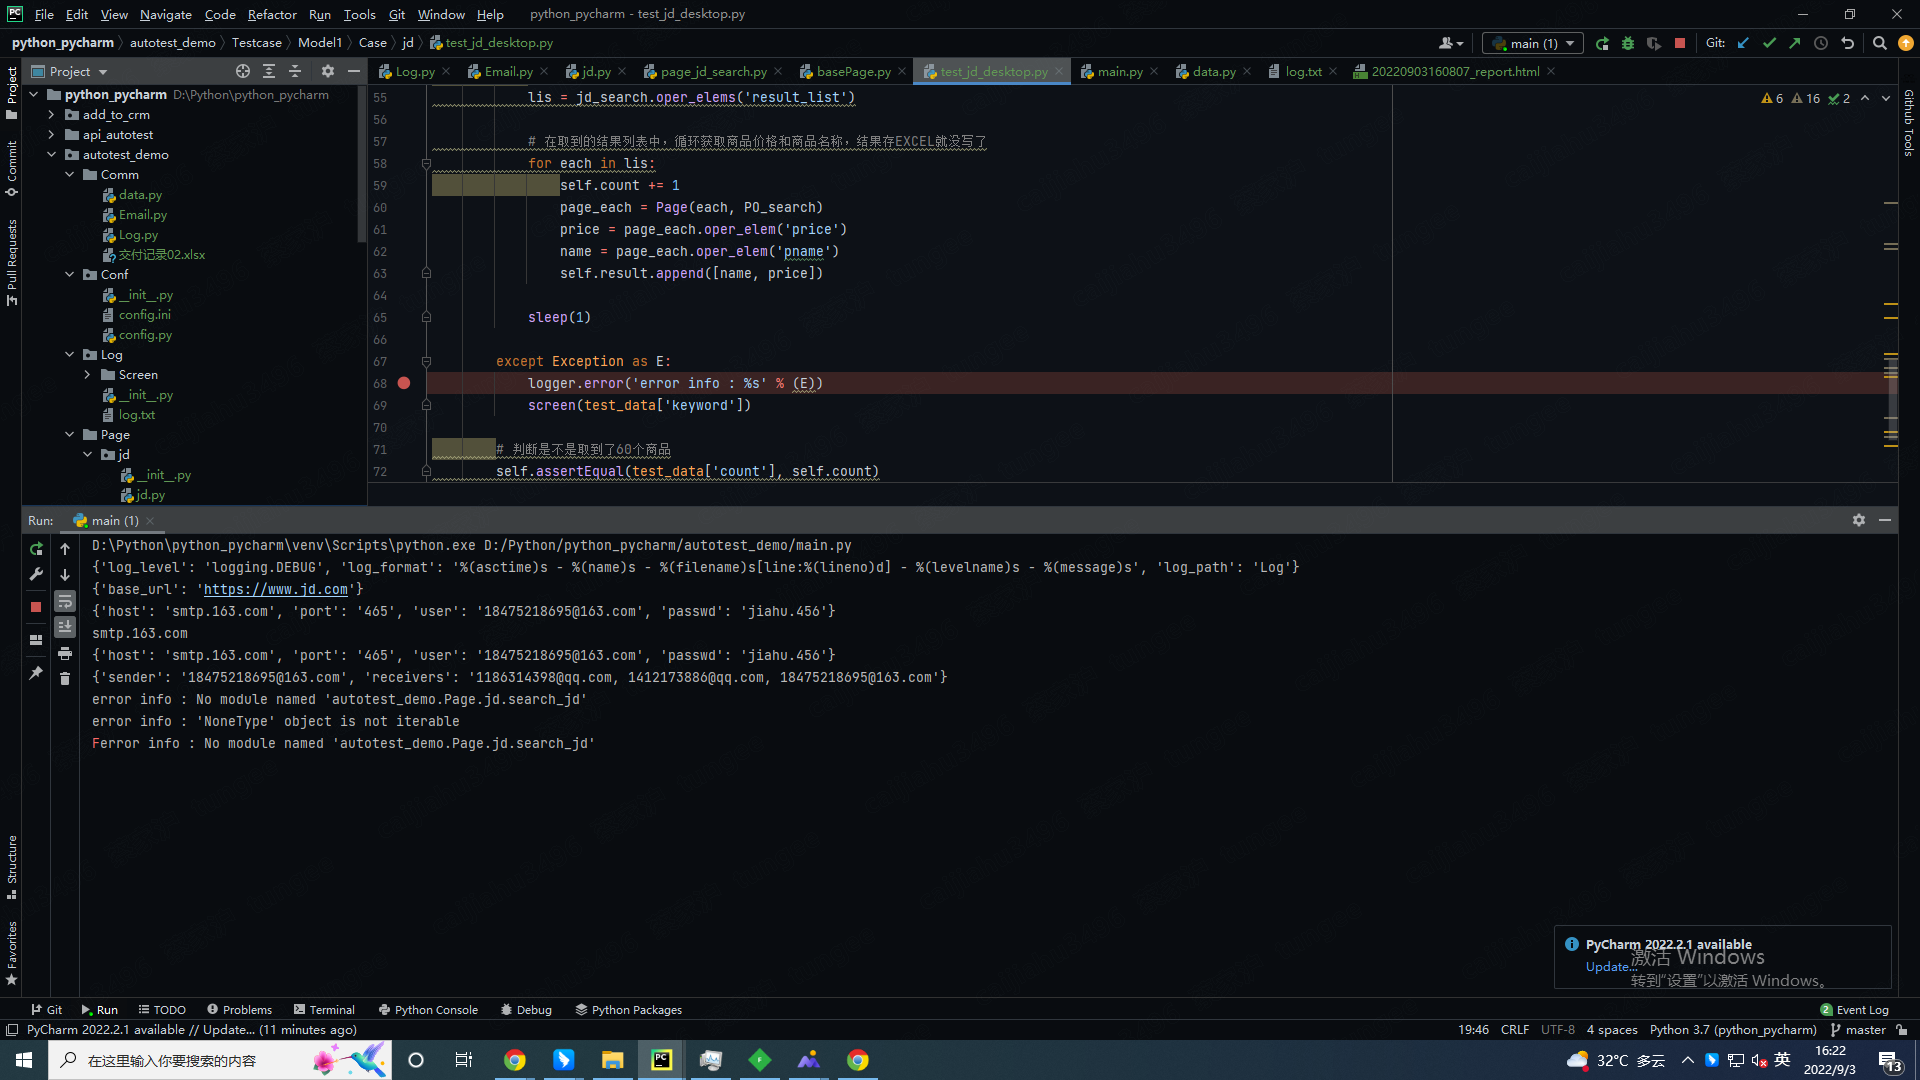 File Edit View Navigate Code Refactor Run Tools Git Window Help python_pycharm - test_jd_desktop.py
python_pycharm autotest_demo Testcase Model1 Case jd test_jd_desktop.py main (1) Git:
Project Log.py Email.py jd.py page_jd_search.py basePage.py test_jd_desktop.py main.py data.py log.txt 20220903160807_report.html
python_pycharm D:\Python\python_pycharm
add_to_crm
api_autotest
autotest_demo
Comm
data.py
Email.py
Log.py
交付记录02.xlsx
Conf
__init__.py
config.ini
config.py
Log
Screen
__init__.py
log.txt
Page
jd
__init__.py
jd.py
Project
Commit
Pull Requests
Structure
Favorites
Github Tools
6 16 2
55 lis = jd_search.oper_elems('result_list')
56
57 # 在取到的结果列表中，循环获取商品价格和商品名称，结果存EXCEL就没写了
58 for each in lis:
59 self.count += 1
60 page_each = Page(each, PO_search)
61 price = page_each.oper_elem('price')
62 name = page_each.oper_elem('pname')
63 self.result.append([name, price])
64
65 sleep(1)
66
67 except Exception as E:
68 logger.error('error info : %s' % (E))
69 screen(test_data['keyword'])
70
71 # 判断是不是取到了60个商品
72 self.assertEqual(test_data['count'], self.count)
Run: main (1)
D:\Python\python_pycharm\venv\Scripts\python.exe D:/Python/python_pycharm/autotest_demo/main.py
{'log_level': 'logging.DEBUG', 'log_format': '%(asctime)s - %(name)s - %(filename)s[line:%(lineno)d] - %(levelname)s - %(message)s', 'log_path': 'Log'}
{'base_url': 'https://www.jd.com'}
{'host': 'smtp.163.com', 'port': '465', 'user': '18475218695@163.com', 'passwd': 'jiahu.456'}
smtp.163.com
{'host': 'smtp.163.com', 'port': '465', 'user': '18475218695@163.com', 'passwd': 'jiahu.456'}
{'sender': '18475218695@163.com', 'receivers': '1186314398@qq.com, 1412173886@qq.com, 18475218695@163.com'}
error info : No module named 'autotest_demo.Page.jd.search_jd'
error info : 'NoneType' object is not iterable
Ferror info : No module named 'autotest_demo.Page.jd.search_jd'
PyCharm 2022.2.1 available
Update...
激活 Windows
转到"设置"以激活 Windows。
Git Run TODO Problems Terminal Python Console Debug Python Packages 2 Event Log
PyCharm 2022.2.1 available // Update... (11 minutes ago) 19:46 CRLF UTF-8 4 spaces Python 3.7 (python_pycharm) master
在这里输入你要搜索的内容 32°C 多云 英 16:22
2022/9/3 13